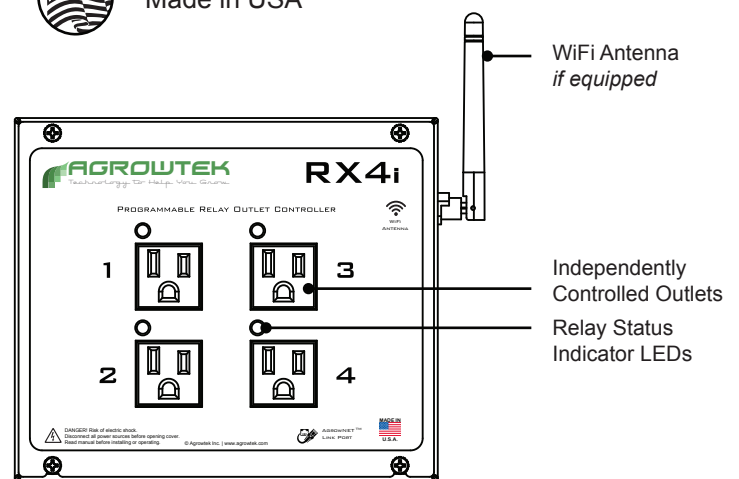 Made in USA
WiFi Antenna
if equipped
AGROWTEK
Technology to Help You Grow
RX4i
Programmable Relay Outlet Controller
WiFi
Antenna
1
3
Independently
Controlled Outlets
Relay Status
Indicator LEDs
2
4
DANGER! Risk of electric shock.
Disconnect all power sources before opening cover.
Read manual before installing or operating.
© Agrowtek Inc. | www.agrowtek.com
AgrowNet™
Link Port
MADE IN
U.S.A.